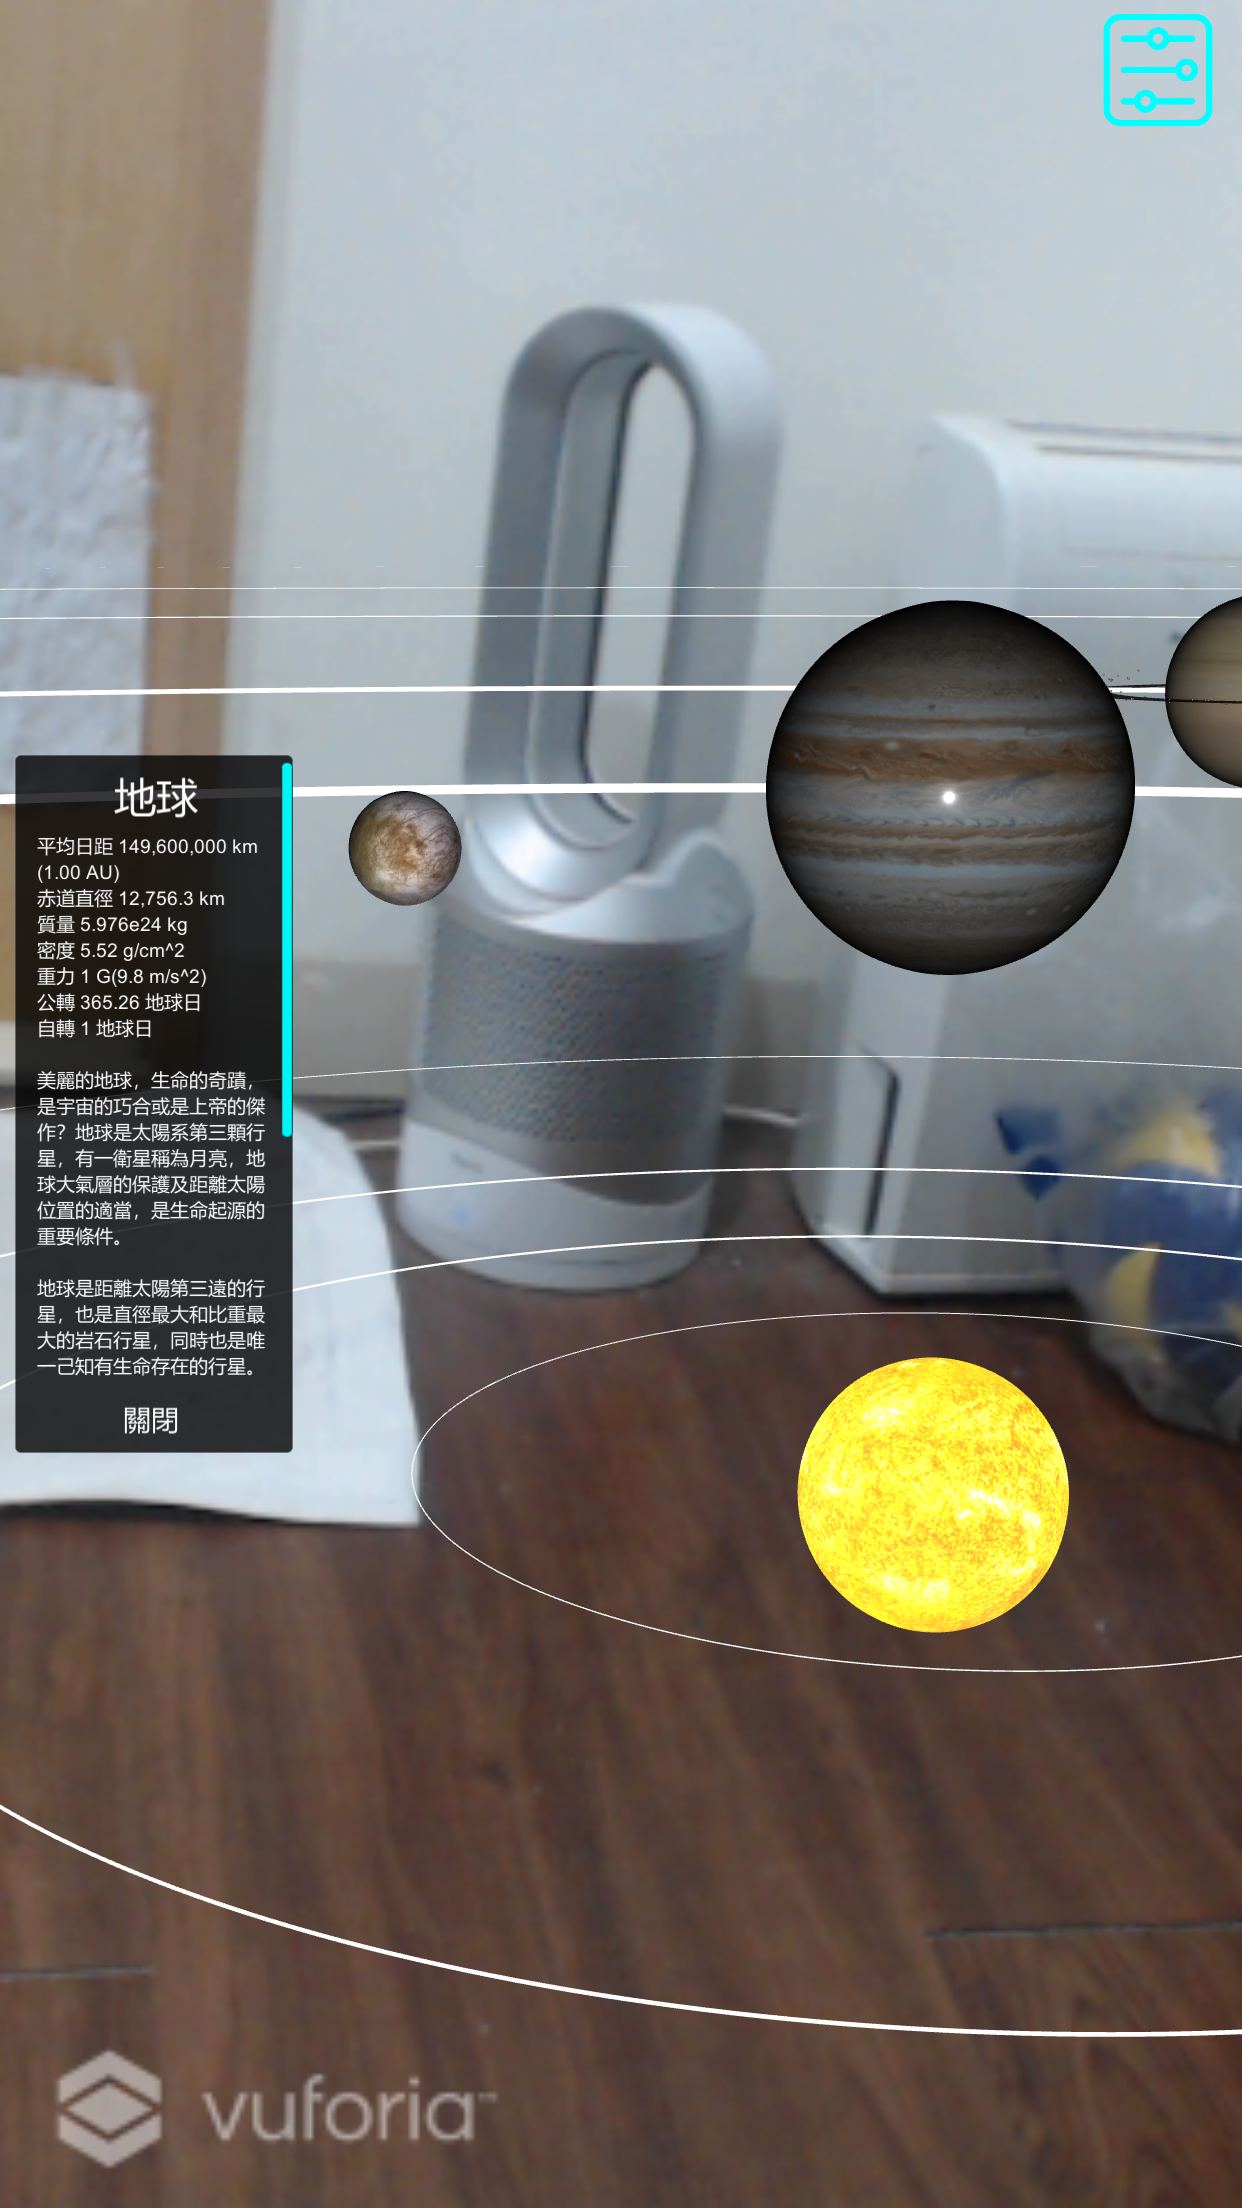 地球
平均日距 149,600,000 km
(1.00 AU)
赤道直徑 12,756.3 km
質量 5.976e24 kg
密度 5.52 g/cm^2
重力 1 G(9.8 m/s^2)
公轉 365.26 地球日
自轉 1 地球日
美麗的地球，生命的奇蹟，
是宇宙的巧合或是上帝的傑
作？地球是太陽系第三顆行
星，有一衛星稱為月亮，地
球大氣層的保護及距離太陽
位置的適當，是生命起源的
重要條件。
地球是距離太陽第三遠的行
星，也是直徑最大和比重最
大的岩石行星，同時也是唯
一己知有生命存在的行星。
關閉
vuforia™